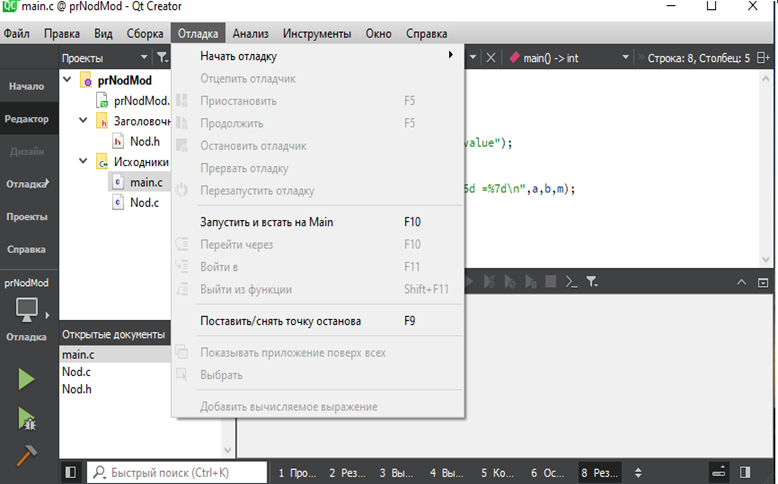 main.c @ prNodMod - Qt Creator
Файл Правка Вид Сборка Отладка Анализ Инструменты Окно Справка
Проекты
main() -> int
Строка: 8, Столбец: 5
Начало
Редактор
Дизайн
Отладка
Проекты
Справка
prNodMod
Отладка
prNodMod
prNodMod.
Заголовочн
Nod.h
Исходники
main.c
Nod.c
Начать отладку
Отцепить отладчик
Приостановить F5
Продолжить F5
Остановить отладчик
Прервать отладку
Перезапустить отладку
Запустить и встать на Main F10
Перейти через F10
Войти в F11
Выйти из функции Shift+F11
Поставить/снять точку останова F9
Показывать приложение поверх всех
Выбрать
Добавить вычисляемое выражение
value");
5d =%7d\n",a,b,m);
Открытые документы
main.c
Nod.c
Nod.h
Быстрый поиск (Ctrl+K)
1 Про... 2 Рез... 3 Вы... 4 Вы... 5 Ко... 6 Ос... 8 Рез...